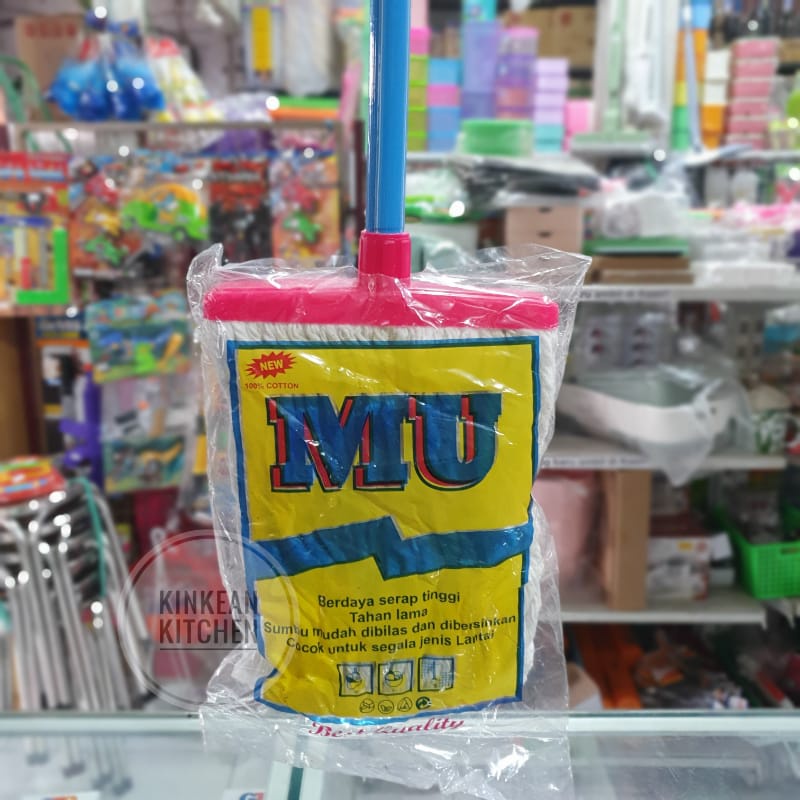 NEW
100% COTTON
MU
Berdaya serap tinggi
Tahan lama
Sumbu mudah dibilas dan dibersihkan
Cocok untuk segala jenis Lantai
Best Quality
KINKEAN
KITCHEN